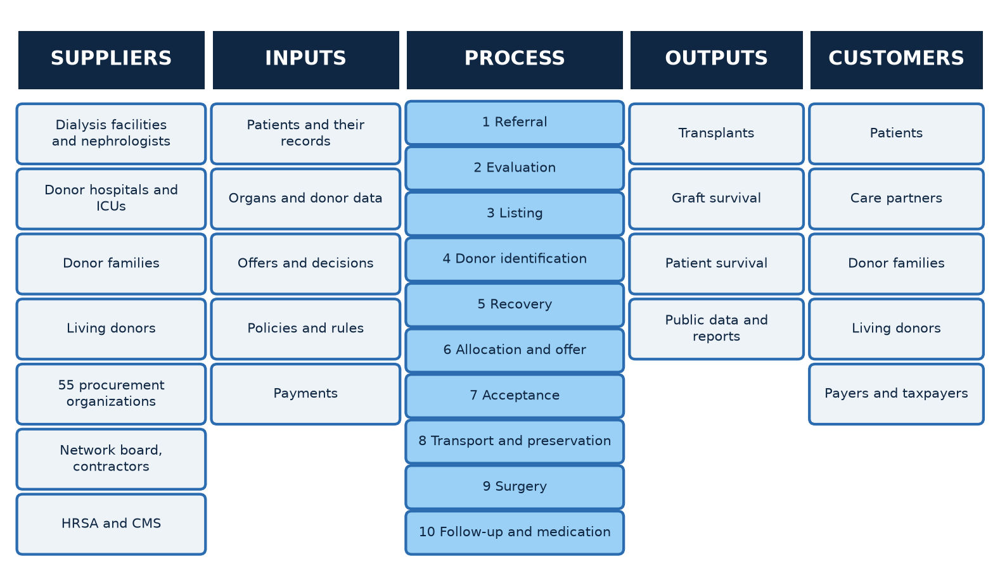 SUPPLIERS
INPUTS
PROCESS
OUTPUTS
CUSTOMERS
Dialysis facilities
and nephrologists
Donor hospitals and
ICUs
Donor families
Living donors
55 procurement
organizations
Network board,
contractors
HRSA and CMS
Patients and their
records
Organs and donor data
Offers and decisions
Policies and rules
Payments
1 Referral
2 Evaluation
3 Listing
4 Donor identification
5 Recovery
6 Allocation and offer
7 Acceptance
8 Transport and preservation
9 Surgery
10 Follow-up and medication
Transplants
Graft survival
Patient survival
Public data and
reports
Patients
Care partners
Donor families
Living donors
Payers and taxpayers